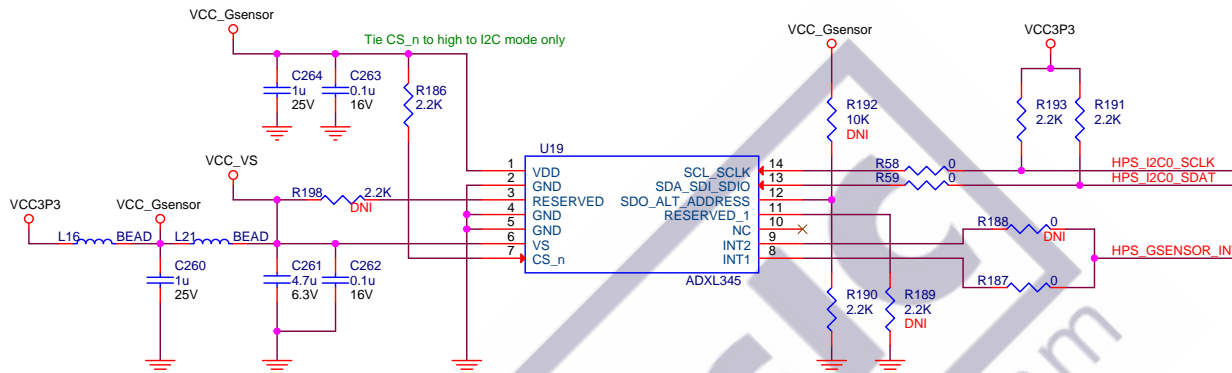 VCC_Gsensor
Tie CS_n to high to I2C mode only
C264
1u
25V
C263
0.1u
16V
R186
2.2K
VCC_Gsensor
R192
10K
DNI
VCC3P3
R193
2.2K
R191
2.2K
U19
1 VDD
2 GND
3 RESERVED
4 GND
5 GND
6 VS
7 CS_n
SCL_SCLK 14
SDA_SDI_SDIO 13
SDO_ALT_ADDRESS 12
RESERVED_1 11
NC 10
INT2 9
INT1 8
ADXL345
R58 0
R59 0
HPS_I2C0_SCLK
HPS_I2C0_SDAT
VCC_VS
R198 2.2K
DNI
VCC3P3
VCC_Gsensor
L16 BEAD
L21 BEAD
C260
1u
25V
C261
4.7u
6.3V
C262
0.1u
16V
R188 0
DNI
HPS_GSENSOR_IN
R187 0
R190
2.2K
R189
2.2K
DNI
om